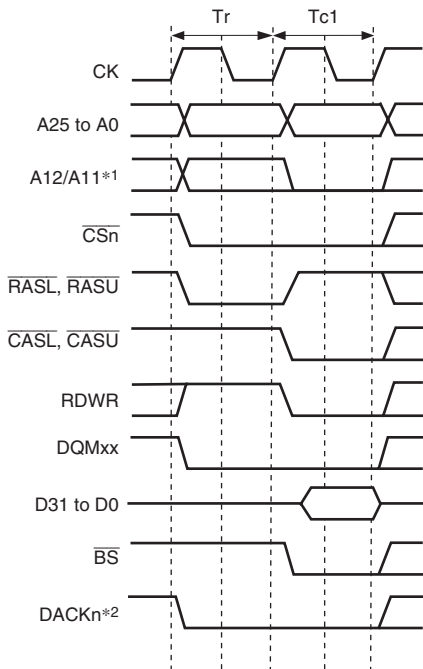 Tr Tc1
CK
A25 to A0
A12/A11*1
CSn
RASL, RASU
CASL, CASU
RDWR
DQMxx
D31 to D0
BS
DACKn*2